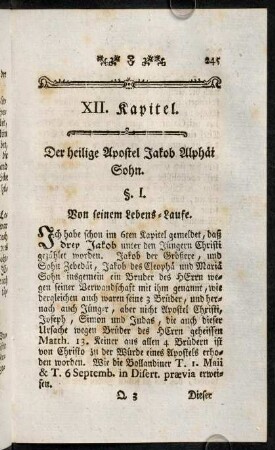 245
XII. Kapitel.
Der heilige Apostel Jakob Alphäi
Sohn.
§. I.
Von seinem Lebens-Laufe.
Ich habe schon im 6ten Kapitel gemeldet, daß
drey Jakob unter den Jüngern Christi
gezählet worden. Jakob der Grössere, und
Sohn Zebedäi, Jakob des Cleophä und Mariä
Sohn insgemein ein Bruder des HErrn we-
gen seiner Verwandschaft mit ihm genannt, wie
dergleichen auch waren seine 3 Brüder, und her-
nach auch Jünger, aber nicht Apostel Christi,
Joseph, Simon und Judas, die auch dieser
Ursache wegen Brüder des HErrn geheissen
Matth. 13. Keiner aus allen 4 Brüdern ist
von Christo zu der Würde eines Apostels erho-
ben worden. Wie die Bollandiner T. 1. Maii
& T. 6 Septemb. in Disert. prævia erwei-
sen.
Q 3 Dieser